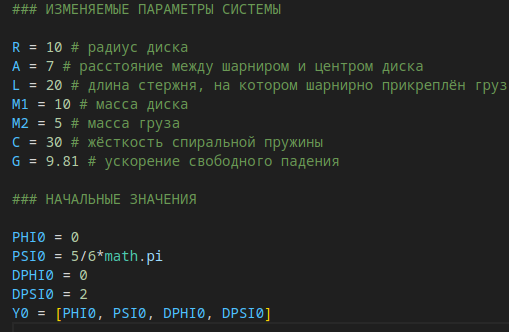 ### ИЗМЕНЯЕМЫЕ ПАРАМЕТРЫ СИСТЕМЫ
R = 10 # радиус диска
A = 7 # расстояние между шарниром и центром диска
L = 20 # длина стержня, на котором шарнирно прикреплён груз
M1 = 10 # масса диска
M2 = 5 # масса груза
C = 30 # жёсткость спиральной пружины
G = 9.81 # ускорение свободного падения
### НАЧАЛЬНЫЕ ЗНАЧЕНИЯ
PHI0 = 0
PSI0 = 5/6*math.pi
DPHI0 = 0
DPSI0 = 2
Y0 = [PHI0, PSI0, DPHI0, DPSI0]